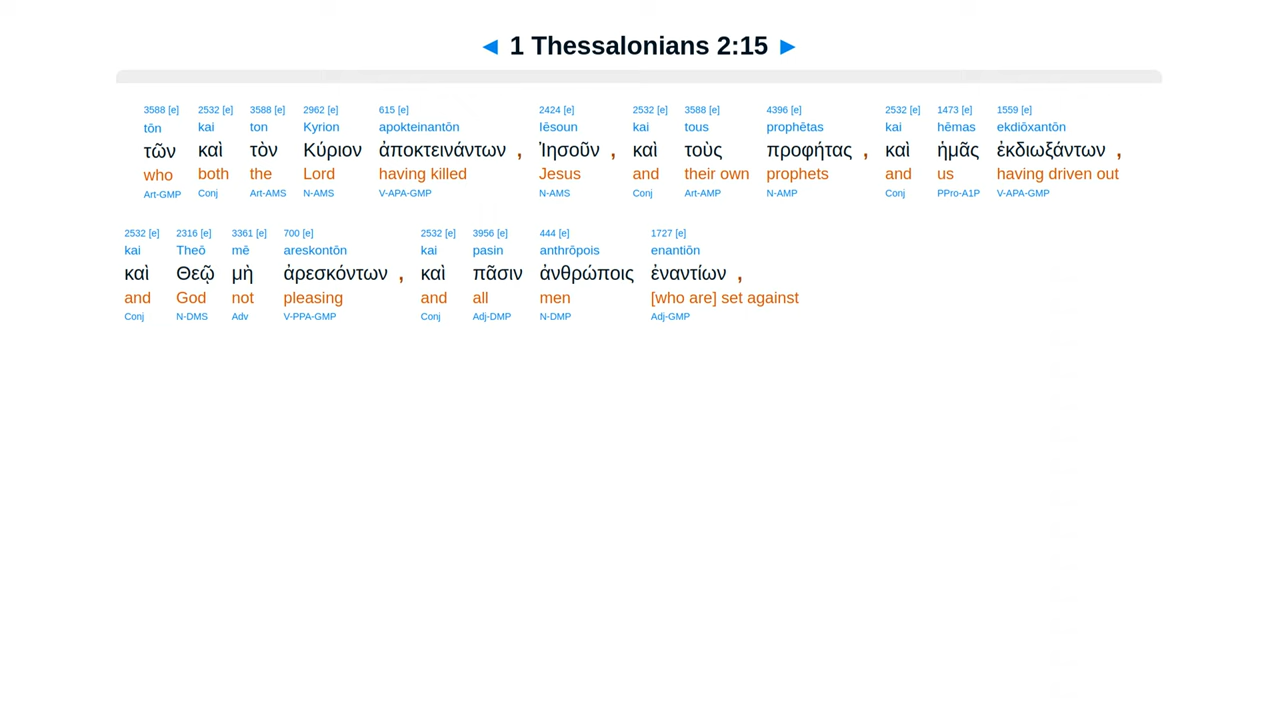 ◄ 1 Thessalonians 2:15 ►
3588 [e] 2532 [e] 3588 [e] 2962 [e] 615 [e] 2424 [e] 2532 [e] 3588 [e] 4396 [e] 2532 [e] 1473 [e] 1559 [e]
tōn kai ton Kyrion apokteinantōn Iēsoun kai tous prophētas kai hēmas ekdiōxantōn
τῶν καὶ τὸν Κύριον ἀποκτεινάντων , Ἰησοῦν , καὶ τοὺς προφήτας , καὶ ἡμᾶς ἐκδιωξάντων ,
who both the Lord having killed Jesus and their own prophets and us having driven out
Art-GMP Conj Art-AMS N-AMS V-APA-GMP N-AMS Conj Art-AMP N-AMP Conj PPro-A1P V-APA-GMP
2532 [e] 2316 [e] 3361 [e] 700 [e] 2532 [e] 3956 [e] 444 [e] 1727 [e]
kai Theō mē areskontōn kai pasin anthrōpois enantiōn
καὶ Θεῷ μὴ ἀρεσκόντων , καὶ πᾶσιν ἀνθρώποις ἐναντίων ,
and God not pleasing and all men [who are] set against
Conj N-DMS Adv V-PPA-GMP Conj Adj-DMP N-DMP Adj-GMP